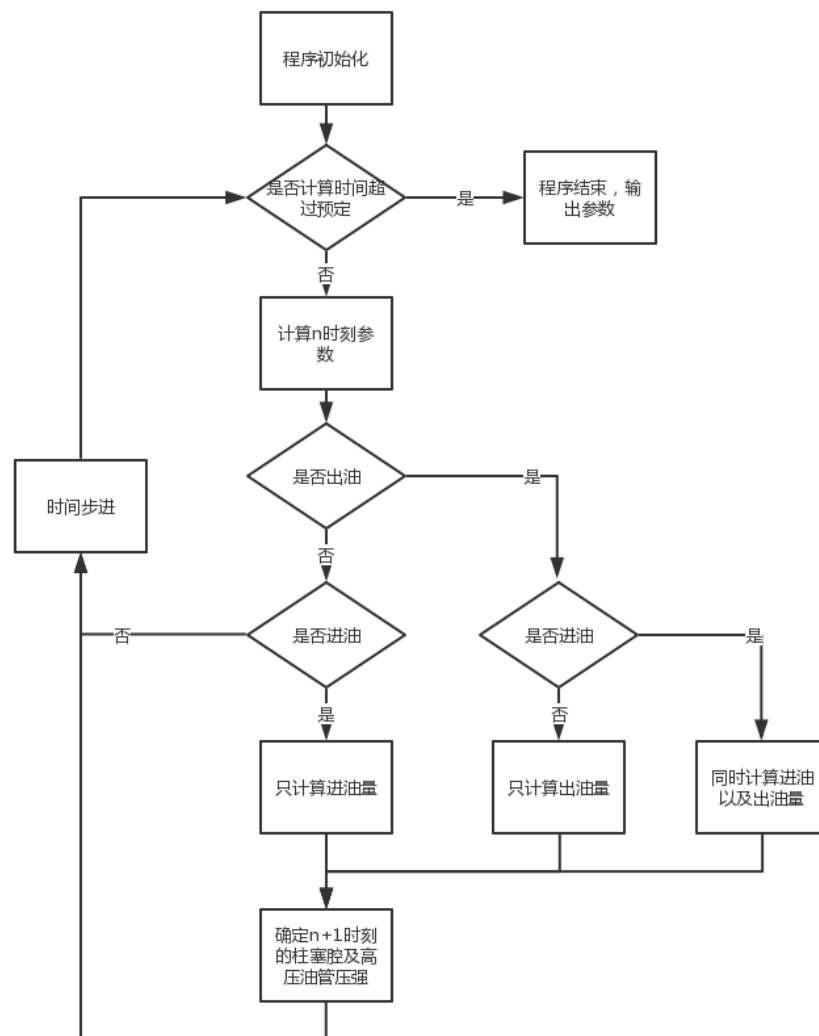 程序初始化
是否计算时间超
过预定
是
程序结束，输
出参数
否
计算n时刻参
数
是否出油
是
时间步进
否
是否进油
否
是否进油
是
是
否
只计算进油量
只计算出油量
同时计算进油
以及出油量
确定n+1时刻
的柱塞腔及高
压油管压强